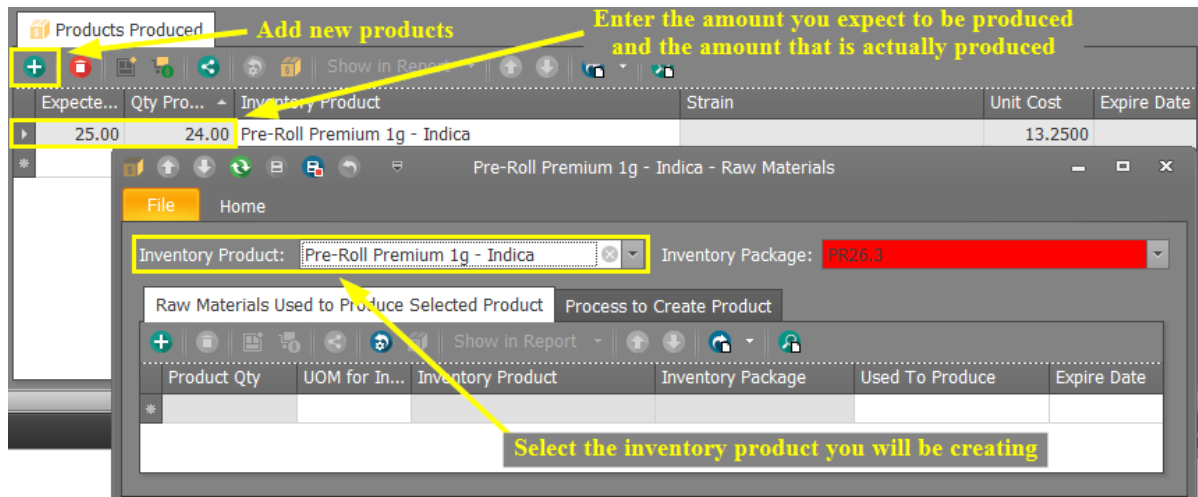 Products Produced
Add new products
Enter the amount you expect to be produced
and the amount that is actually produced
Show in Report
Expecte... Qty Pro... Inventory Product Strain Unit Cost Expire Date
25.00 24.00 Pre-Roll Premium 1g - Indica 13.2500
Pre-Roll Premium 1g - Indica - Raw Materials
File Home
Inventory Product: Pre-Roll Premium 1g - Indica Inventory Package: PR26.3
Raw Materials Used to Produce Selected Product Process to Create Product
Show in Report
Product Qty UOM for In... Inventory Product Inventory Package Used To Produce Expire Date
Select the inventory product you will be creating